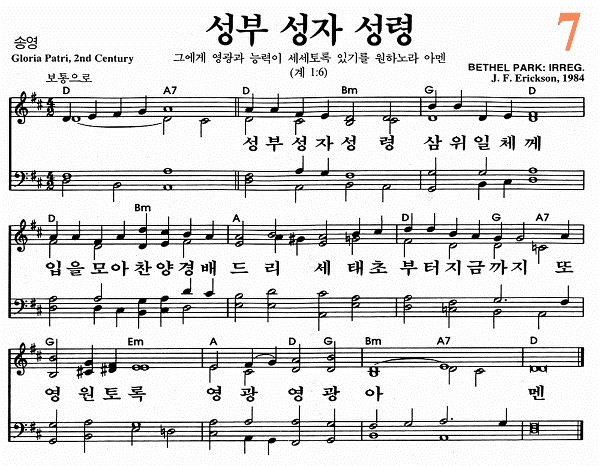 성부 성자 성령
7
송영
Gloria Patri, 2nd Century
그에게 영광과 능력이 세세토록 있기를 원하노라 아멘
(계 1:6)
BETHEL PARK: IRREG.
J. F. Erickson, 1984
보통으로
D A7 D A7 D Bm G D
성 부 성 자 성 령 삼 위 일 체 께
D Bm A D G A7
입 을 모 아 찬 양 경 배 드 리 세 태 초 부 터 지 금 까 지 또
G Em A D G Bm A7 D
영 원 토 록 영 광 영 광 아 멘